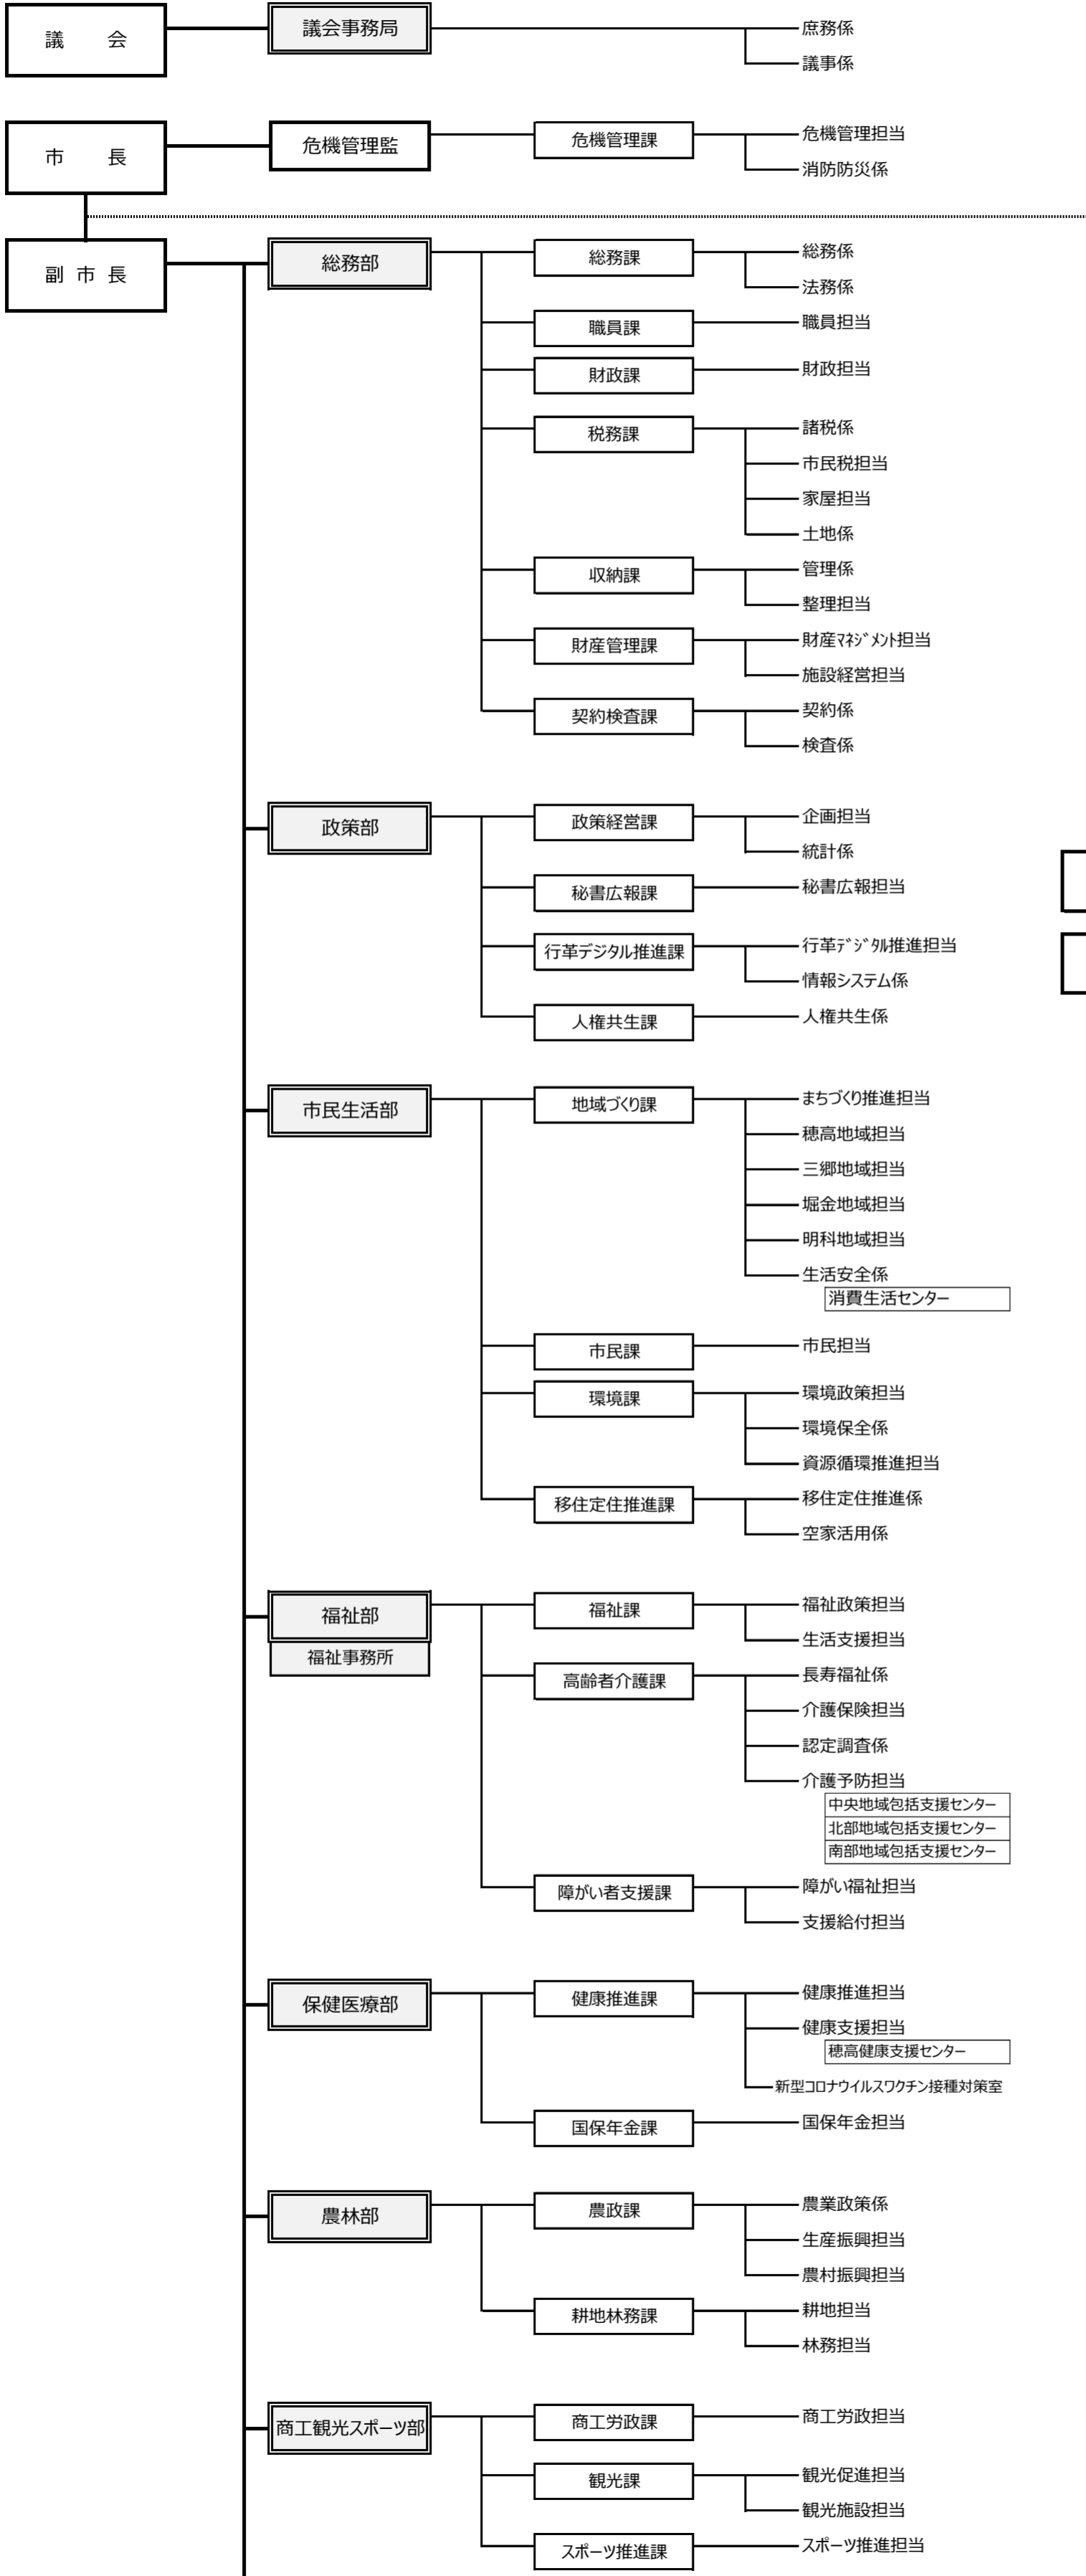 議　会
議会事務局
庶務係
議事係
市　長
危機管理監
危機管理課
危機管理担当
消防防災係
副 市 長
総務部
総務課
総務係
法務係
職員課
職員担当
財政課
財政担当
税務課
諸税係
市民税担当
家屋担当
土地係
収納課
管理係
整理担当
財産管理課
財産ﾏﾈｼﾞﾒﾝﾄ担当
施設経営担当
契約検査課
契約係
検査係
政策部
政策経営課
企画担当
統計係
秘書広報課
秘書広報担当
行革デジタル推進課
行革ﾃﾞｼﾞﾀﾙ推進担当
情報システム係
人権共生課
人権共生係
市民生活部
地域づくり課
まちづくり推進担当
穂高地域担当
三郷地域担当
堀金地域担当
明科地域担当
生活安全係
消費生活センター
市民課
市民担当
環境課
環境政策担当
環境保全係
資源循環推進担当
移住定住推進課
移住定住推進係
空家活用係
福祉部
福祉事務所
福祉課
福祉政策担当
生活支援担当
高齢者介護課
長寿福祉係
介護保険担当
認定調査係
介護予防担当
中央地域包括支援センター
北部地域包括支援センター
南部地域包括支援センター
障がい者支援課
障がい福祉担当
支援給付担当
保健医療部
健康推進課
健康推進担当
健康支援担当
穂高健康支援センター
新型コロナウイルスワクチン接種対策室
国保年金課
国保年金担当
農林部
農政課
農業政策係
生産振興担当
農村振興担当
耕地林務課
耕地担当
林務担当
商工観光スポーツ部
商工労政課
商工労政担当
観光課
観光促進担当
観光施設担当
スポーツ推進課
スポーツ推進担当